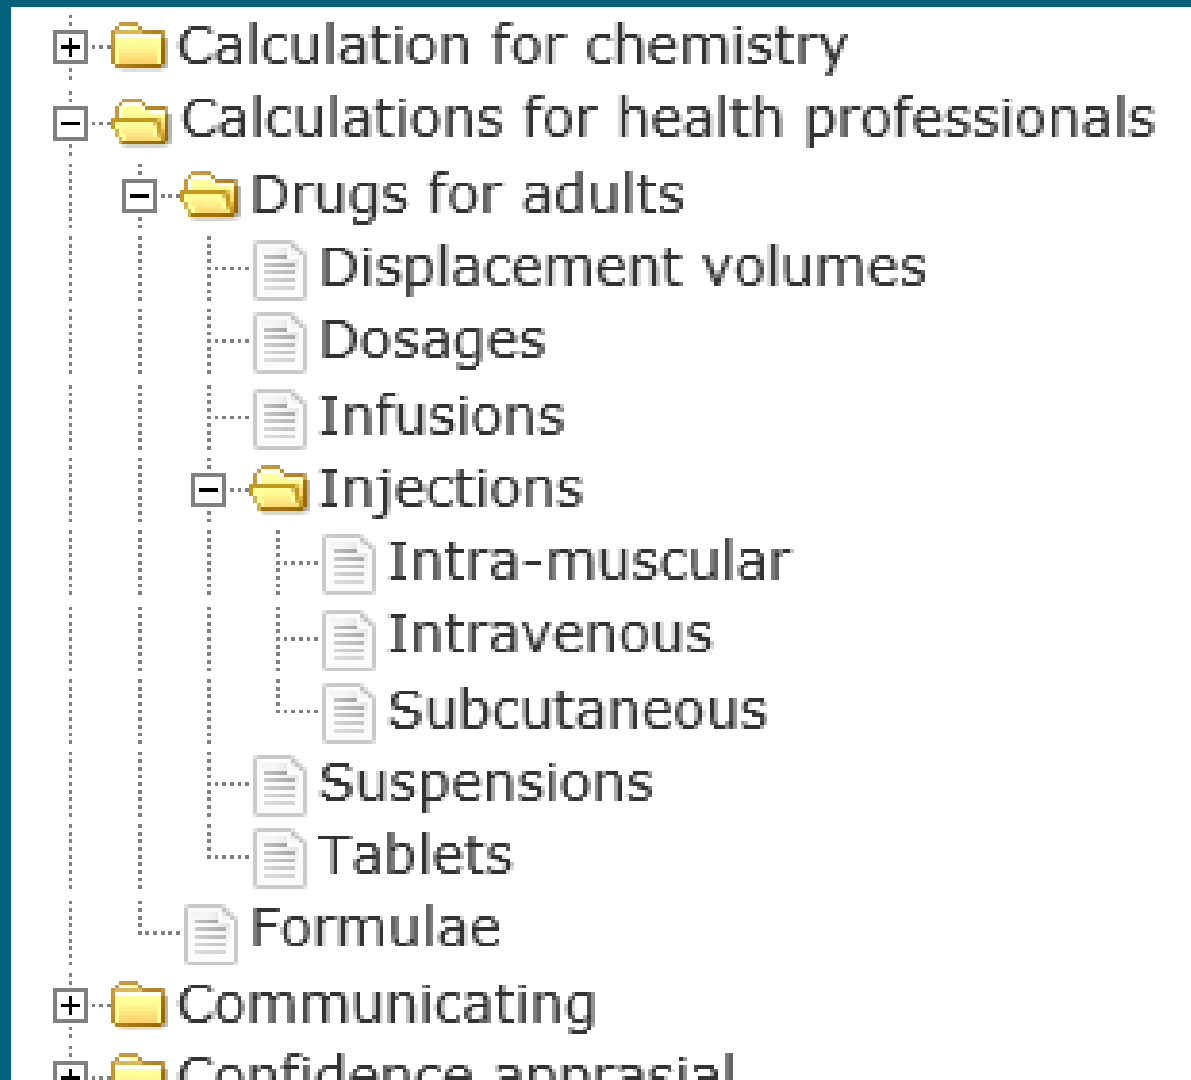 Calculation for chemistry
Calculations for health professionals
Drugs for adults
Displacement volumes
Dosages
Infusions
Injections
Intra-muscular
Intravenous
Subcutaneous
Suspensions
Tablets
Formulae
Communicating
Confidence apprasial